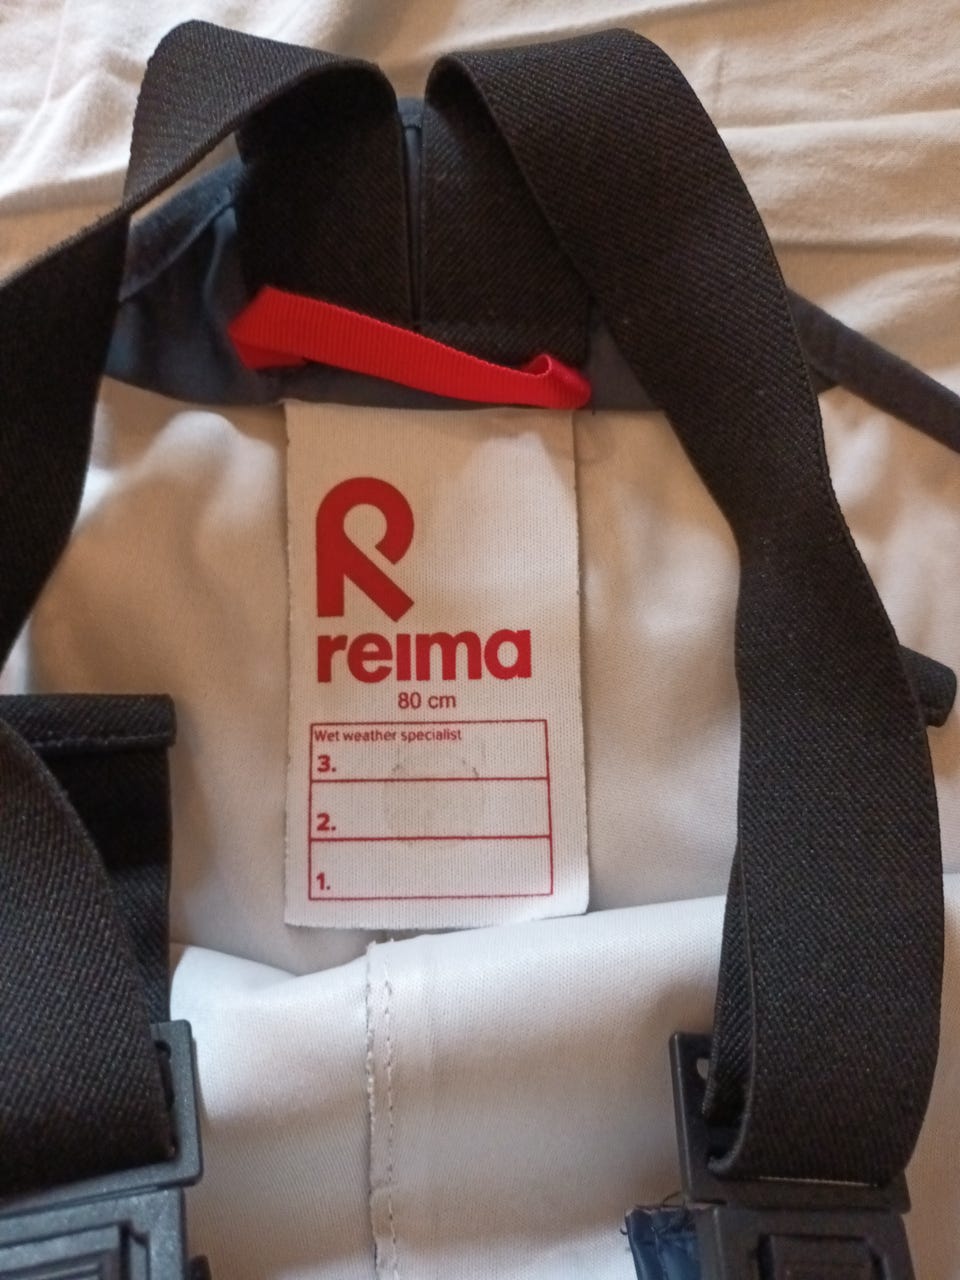 reima
80 cm
Wet weather specialist
3.
2.
1.